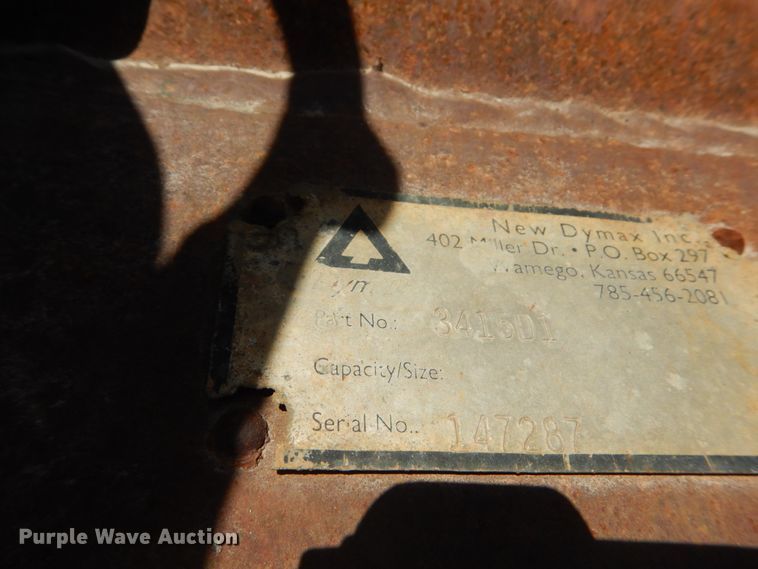 New Dymax Inc.
402 Miller Dr. • P.O. Box 297
Wamego, Kansas 66547
785-456-2081
Part No.: 3415D1
Capacity/Size:
Serial No.: 147287
Purple Wave Auction®